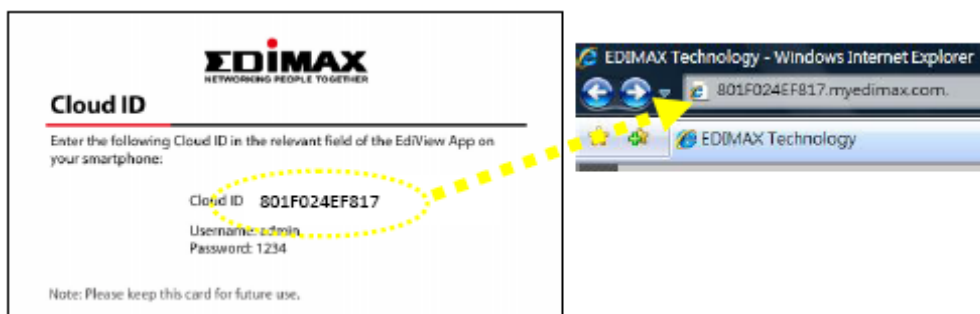 EDIMAX
NETWORKING PEOPLE TOGETHER
Cloud ID
Enter the following Cloud ID in the relevant field of the EdiView App on
your smartphone:
Cloud ID 801F024EF817
Username: admin
Password: 1234
Note: Please keep this card for future use.
EDIMAX Technology - Windows Internet Explorer
801F024EF817.myedimax.com.
EDIMAX Technology